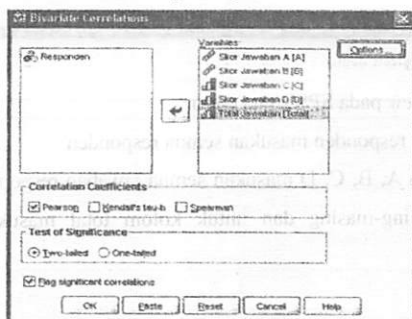 Bivariate Correlations
Responden
Variables:
Skor Jawaban A [A]
Skor Jawaban B [B]
Skor Jawaban C [C]
Skor Jawaban D [D]
Total Jawaban [Total]
Options...
Correlation Coefficients
Pearson Kendall's tau-b Spearman
Test of Significance
Two-tailed One-tailed
Flag significant correlations
OK Paste Reset Cancel Help